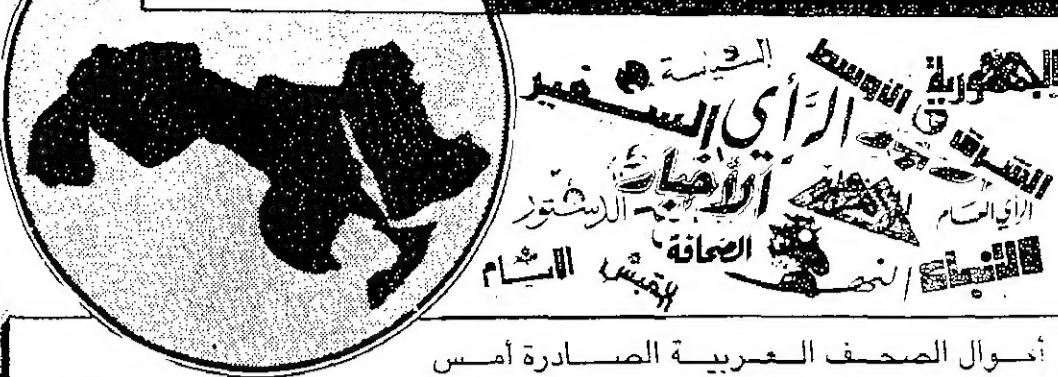 الجمهورية
الشرق الأوسط
المدينة
السفير
الرأي
الأخبار
الأهرام
الرأي العام
الدستور
الصحافة
الأنباء
النهار
القبس
الأيام
أحوال الصحف العربية الصادرة أمس